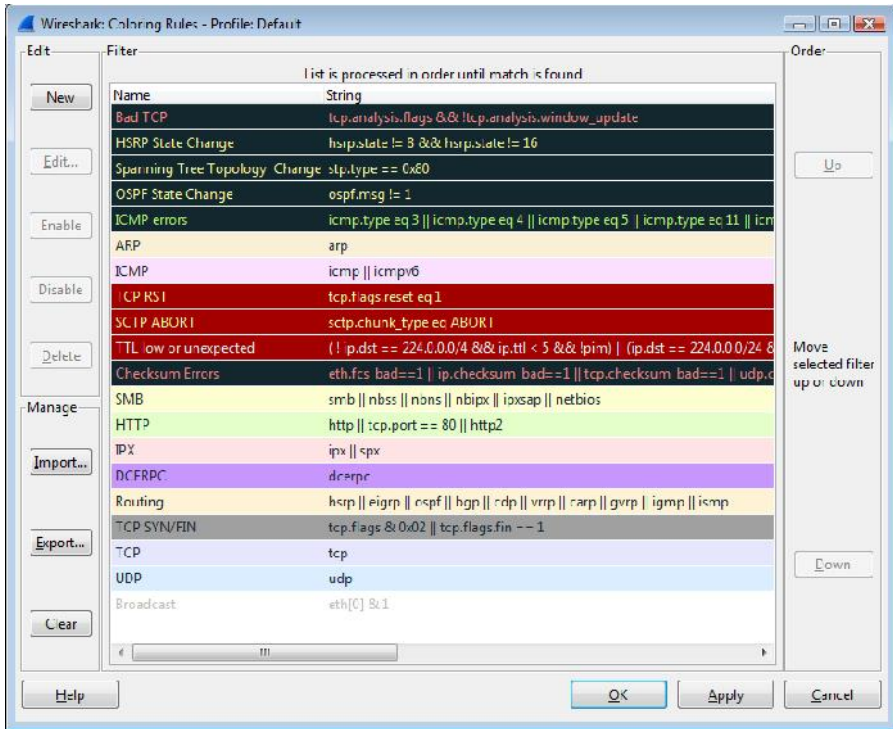 Wireshark: Coloring Rules - Profile: Default
Edit
Filter
Order
List is processed in order until match is found
New
Name String
Bad TCP tcp.analysis.flags && !tcp.analysis.window_update
HSRP State Change hsrp.state != 8 && hsrp.state != 16
Edit...
Spanning Tree Topology Change stp.type == 0x80
Up
OSPF State Change ospf.msg != 1
Enable
ICMP errors icmp.type eq 3 || icmp.type eq 4 || icmp.type eq 5 || icmp.type eq 11 || icm
ARP arp
ICMP icmp || icmpv6
Disable
TCP RST tcp.flags.reset eq 1
SCTP ABORT sctp.chunk_type eq ABORT
Delete
TTL low or unexpected ( ! ip.dst == 224.0.0.0/4 && ip.ttl < 5 && !pim) || (ip.dst == 224.0.0.0/24 &
Move
selected filter
up or down
Checksum Errors eth.fcs_bad==1 || ip.checksum_bad==1 || tcp.checksum_bad==1 || udp.c
Manage
SMB smb || nbss || nbns || nbipx || ipxsap || netbios
HTTP http || tcp.port == 80 || http2
Import...
IPX ipx || spx
DCERPC dcerpc
Routing hsrp || eigrp || ospf || bgp || cdp || vrrp || carp || gvrp || igmp || ismp
Export...
TCP SYN/FIN tcp.flags & 0x02 || tcp.flags.fin == 1
TCP tcp
Down
UDP udp
Broadcast eth[0] & 1
Clear
Help
OK
Apply
Cancel